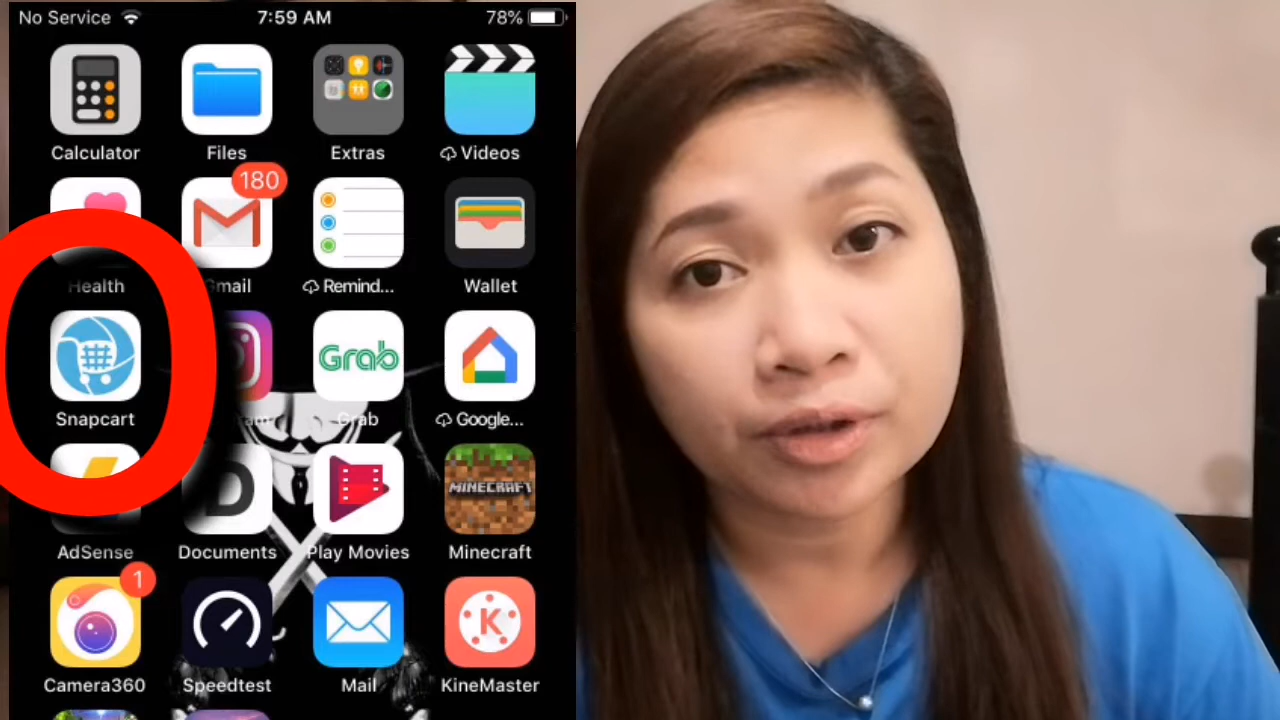 No Service 7:59 AM 78%
Calculator Files Extras Videos
180
Health Gmail Remind... Wallet
Grab
Snapcart Grab Google...
D MINECRAFT
AdSense Documents Play Movies Minecraft
1
K
Camera360 Speedtest Mail KineMaster